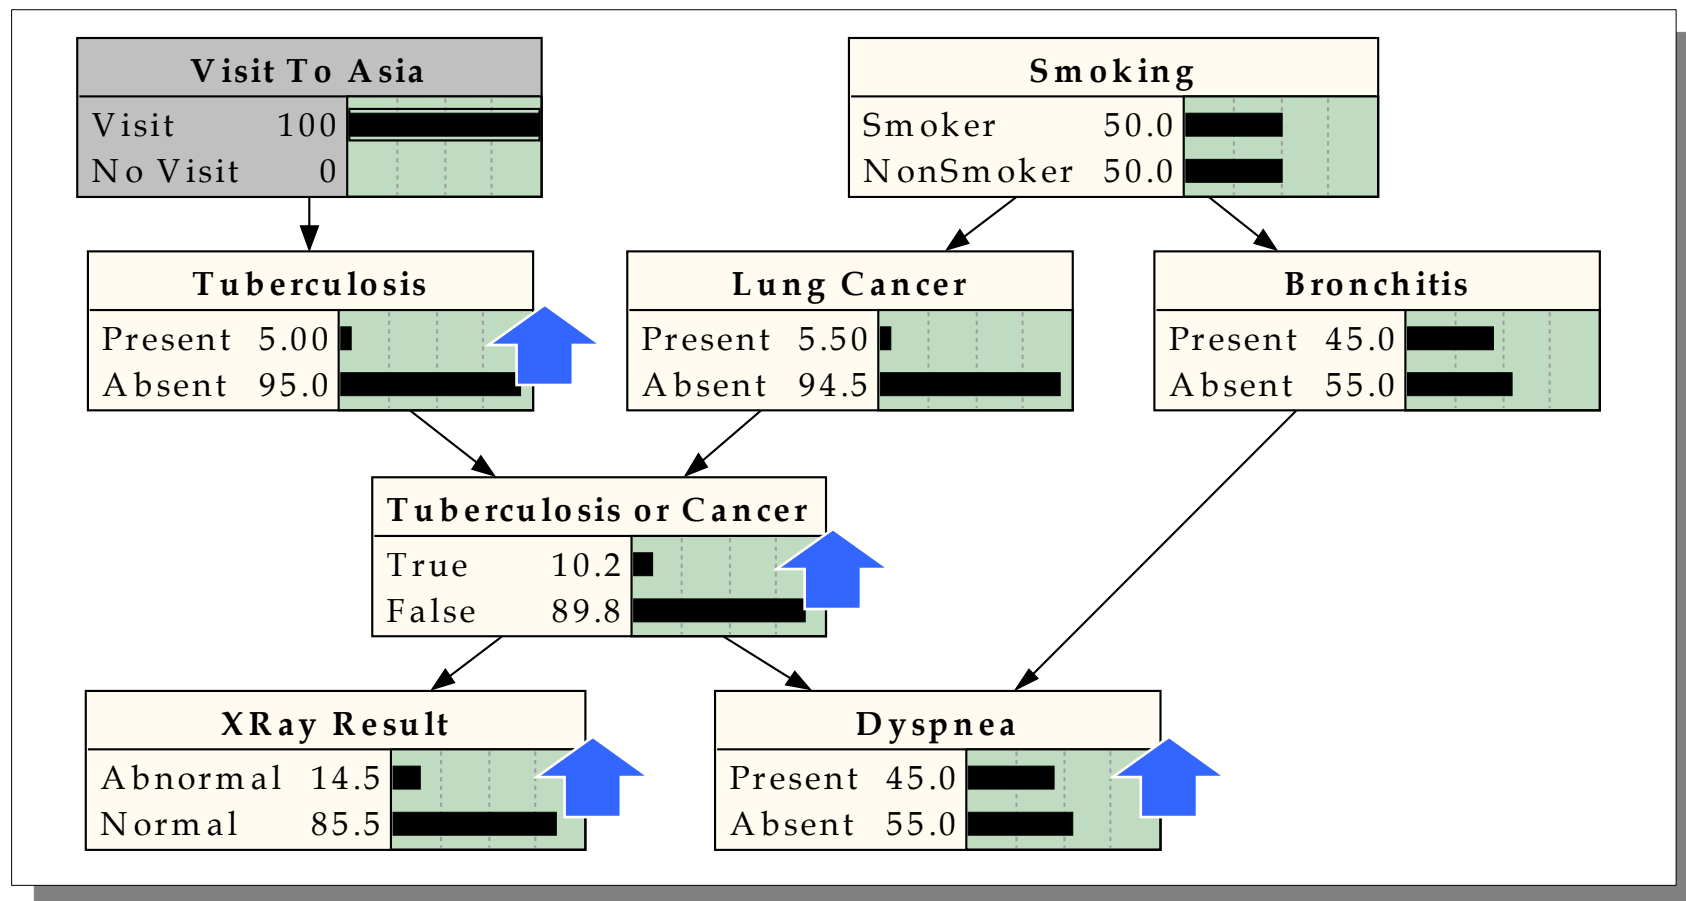 Visit To Asia
Visit 100
No Visit 0
Smoking
Smoker 50.0
NonSmoker 50.0
Tuberculosis
Present 5.00
Absent 95.0
Lung Cancer
Present 5.50
Absent 94.5
Bronchitis
Present 45.0
Absent 55.0
Tuberculosis or Cancer
True 10.2
False 89.8
XRay Result
Abnormal 14.5
Normal 85.5
Dyspnea
Present 45.0
Absent 55.0